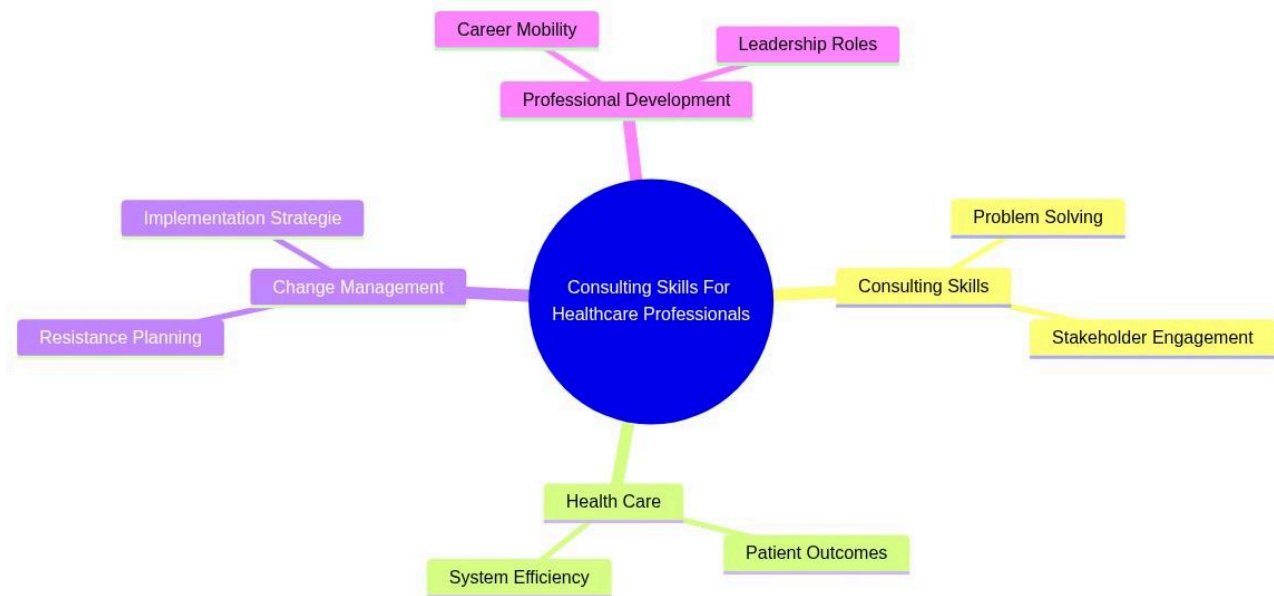 Career Mobility
Leadership Roles
Professional Development
Implementation Strategie
Problem Solving
Change Management
Consulting Skills For
Healthcare Professionals
Consulting Skills
Resistance Planning
Stakeholder Engagement
Health Care
Patient Outcomes
System Efficiency